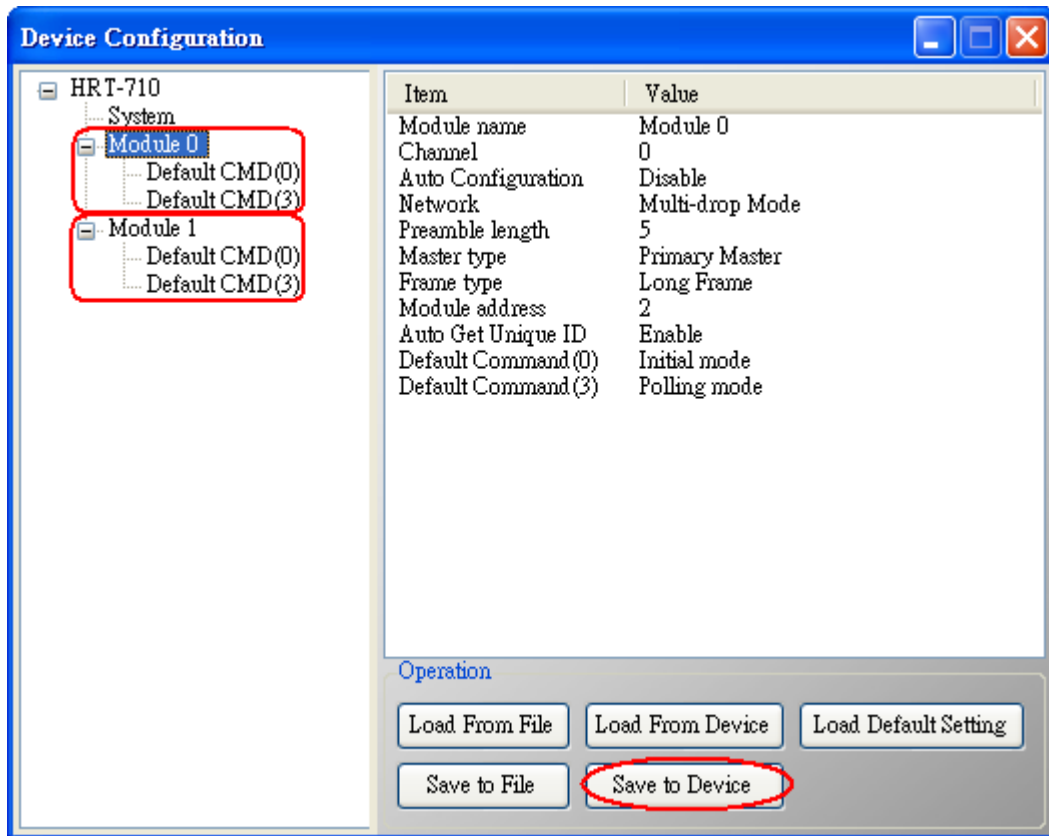 Device Configuration
HRT-710
System
Module 0
Default CMD(0)
Default CMD(3)
Module 1
Default CMD(0)
Default CMD(3)
Item Value
Module name Module 0
Channel 0
Auto Configuration Disable
Network Multi-drop Mode
Preamble length 5
Master type Primary Master
Frame type Long Frame
Module address 2
Auto Get Unique ID Enable
Default Command(0) Initial mode
Default Command(3) Polling mode
Operation
Load From File Load From Device Load Default Setting
Save to File Save to Device